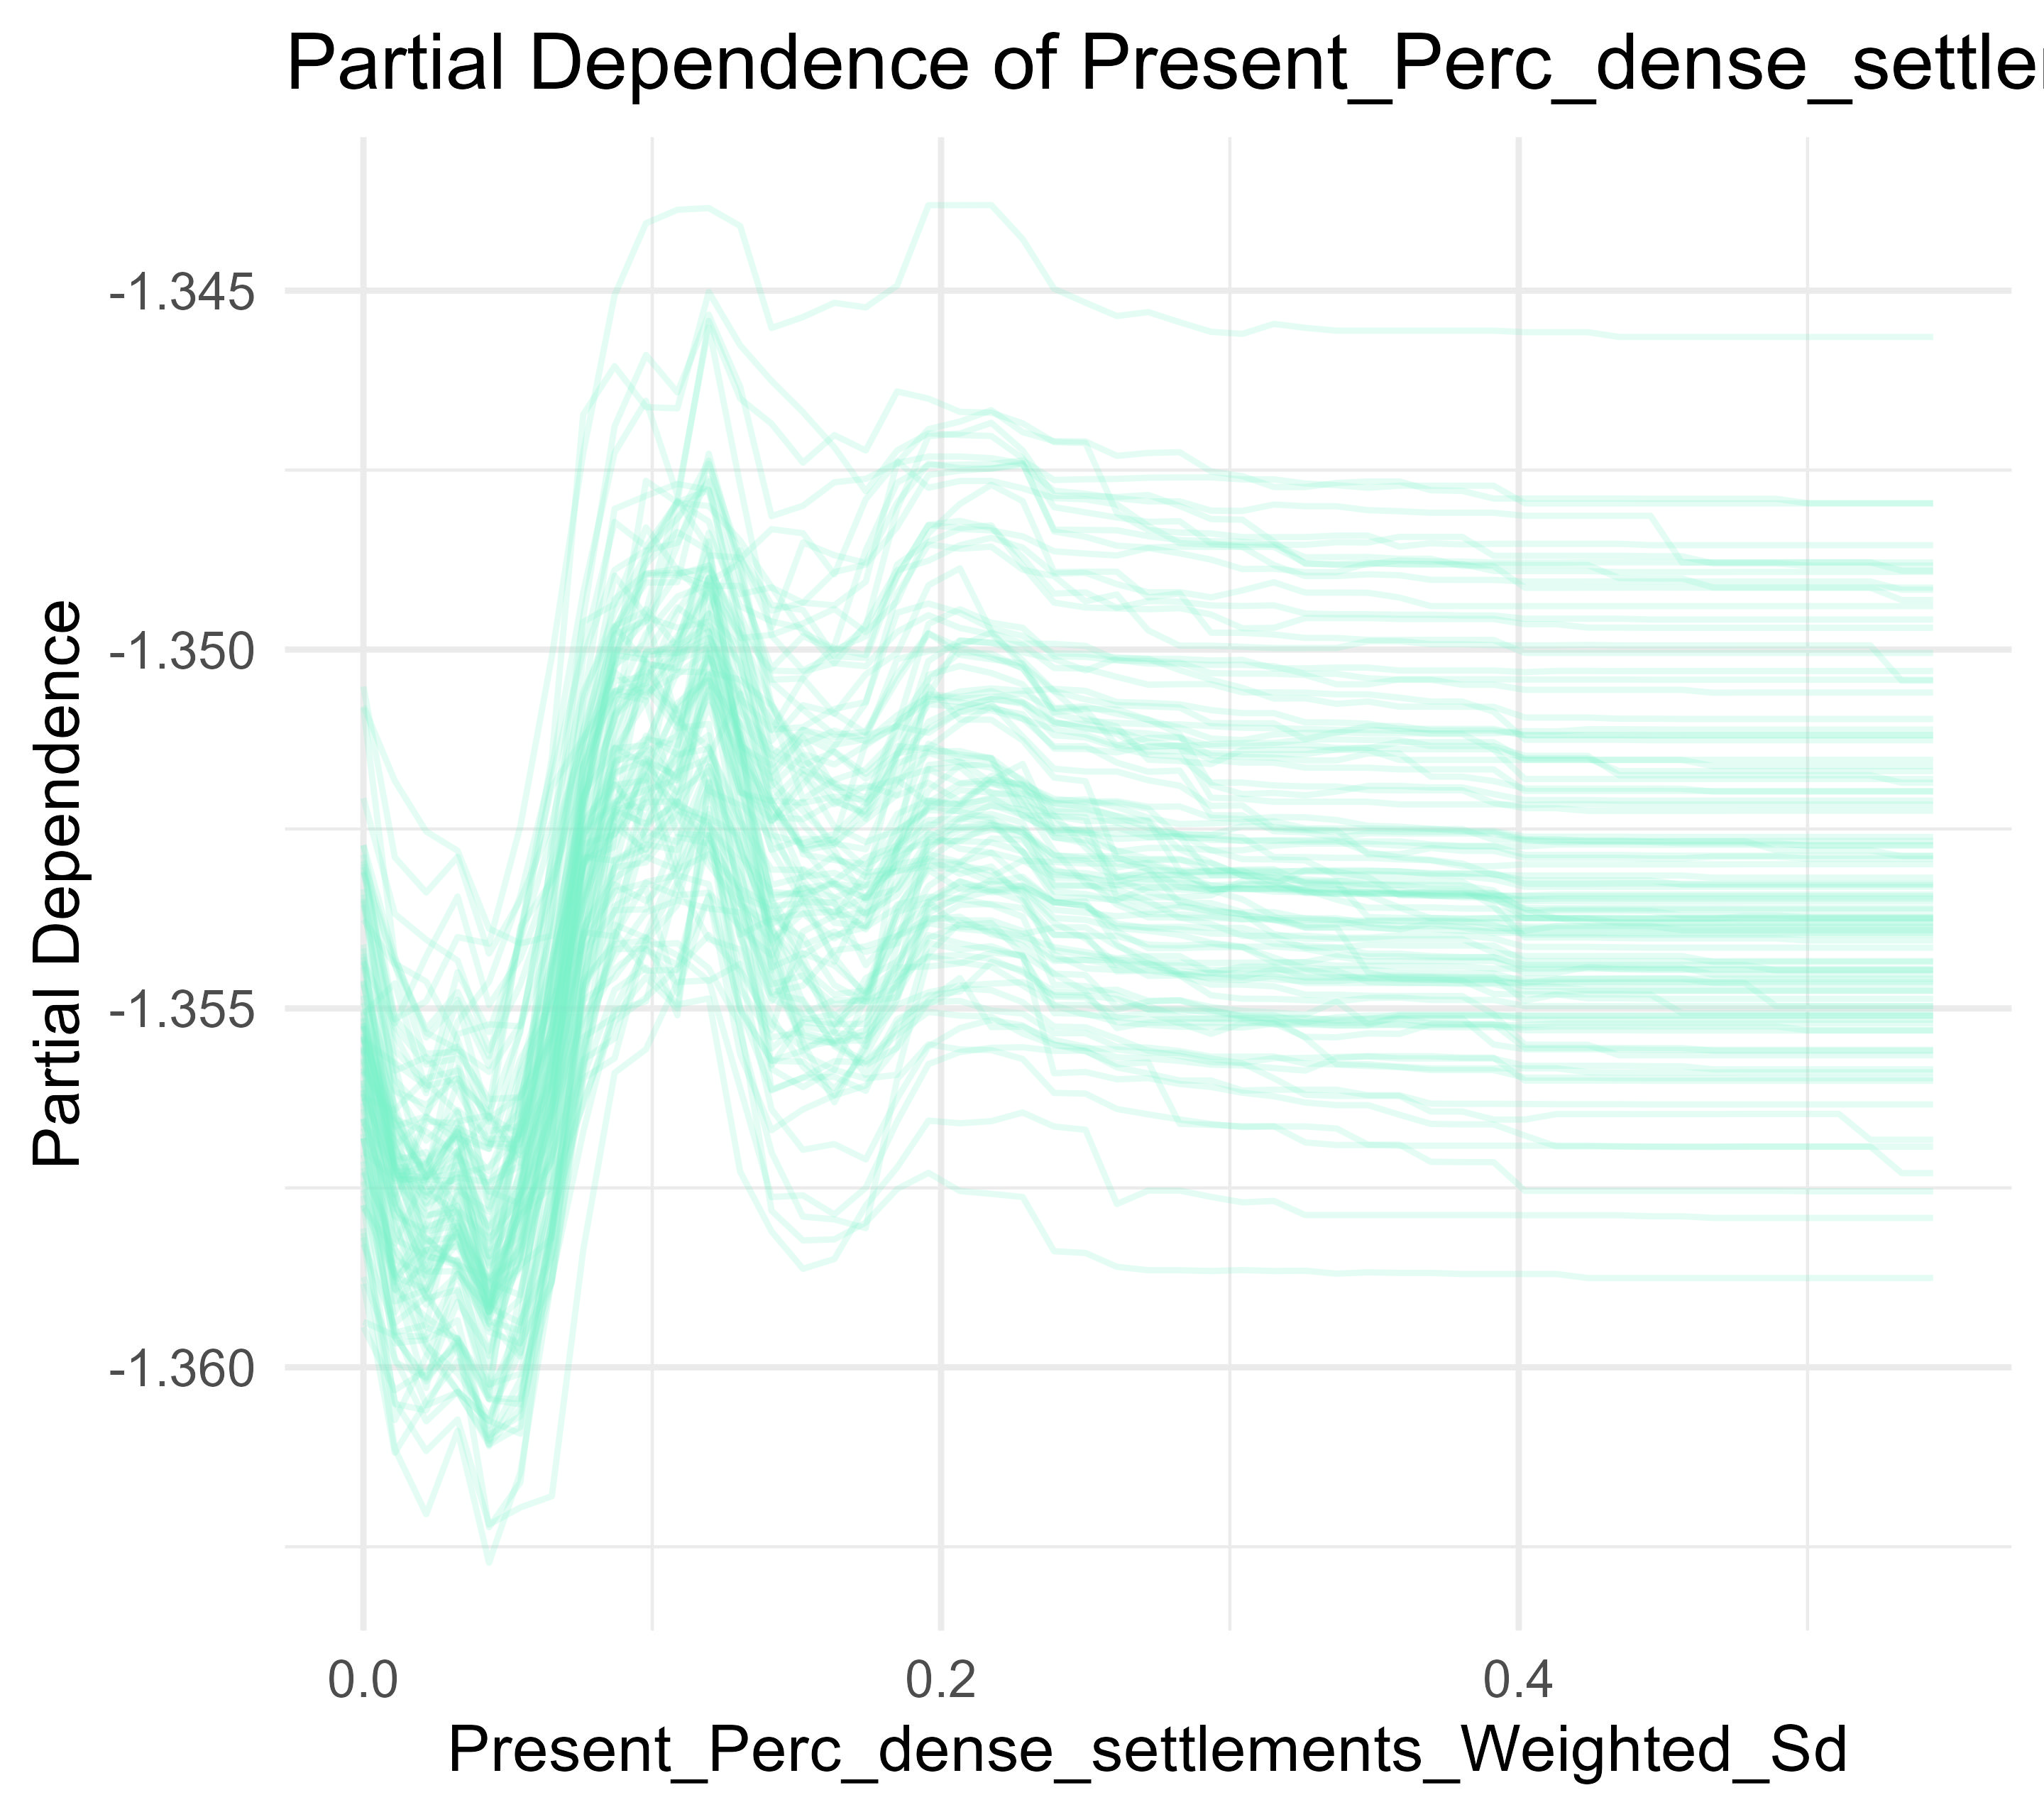 Partial Dependence of Present_Perc_dense_settle
-1.345
-1.350
-1.355
-1.360
Partial Dependence
0.0
0.2
0.4
Present_Perc_dense_settlements_Weighted_Sd